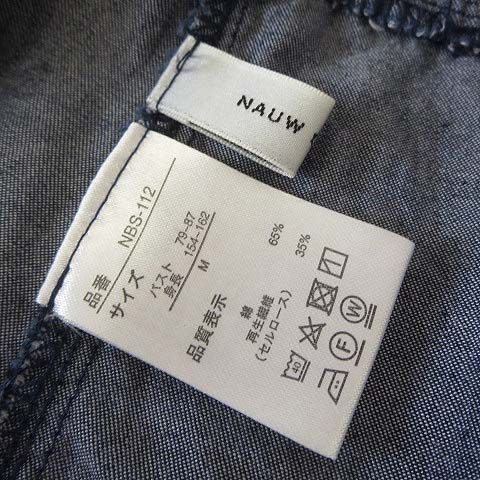 NAUW
品番 NBS-112
サイズ
バスト 79-87
身長 154-162
M
品質表示
綿 65%
再生繊維 35%
(セルロース)
40
F W